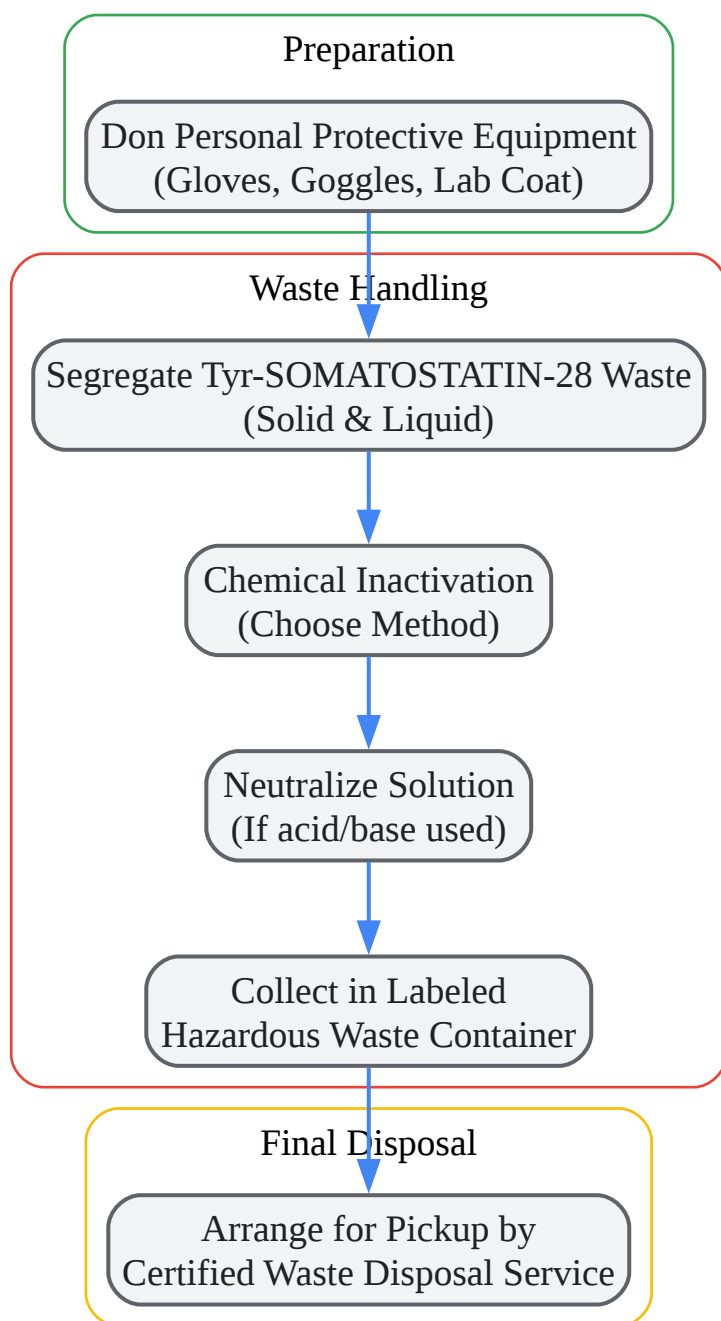 Preparation
Don Personal Protective Equipment
(Gloves, Goggles, Lab Coat)
Waste Handling
Segregate Tyr-SOMATOSTATIN-28 Waste
(Solid & Liquid)
Chemical Inactivation
(Choose Method)
Neutralize Solution
(If acid/base used)
Collect in Labeled
Hazardous Waste Container
Final Disposal
Arrange for Pickup by
Certified Waste Disposal Service